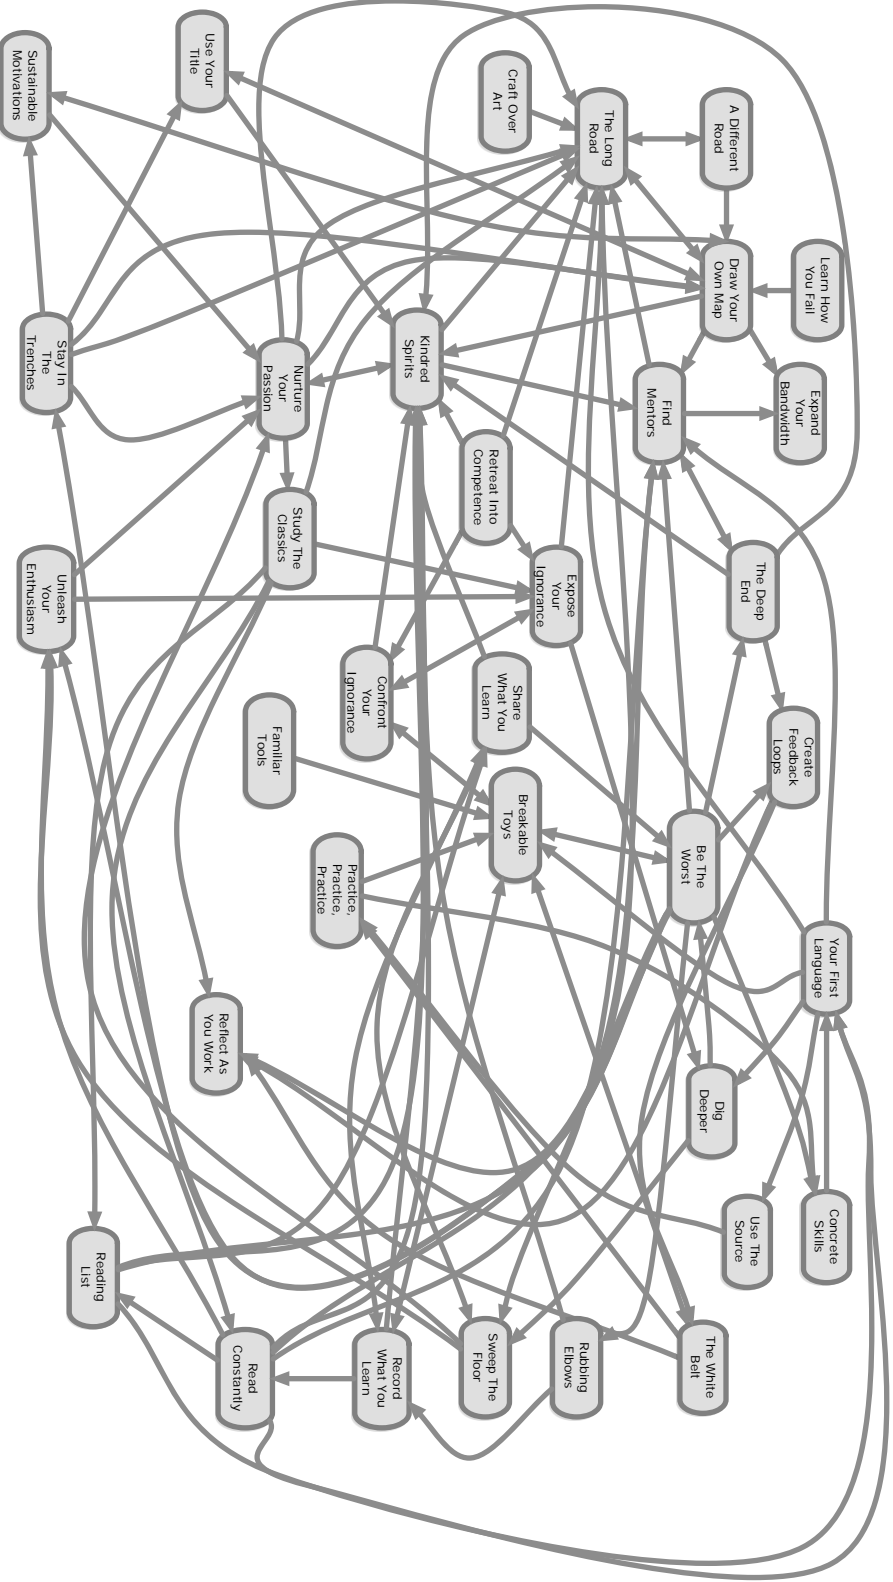 Sustainable
Motivations
Use Your
Title
Craft Over
Art
The Long
Road
A Different
Road
Draw Your
Own Map
Learn How
You Fail
Stay In
The
Trenches
Nurture
Your
Passion
Kindred
Spirits
Find
Mentors
Expand
Your
Bandwidth
Retreat Into
Competence
Study The
Classics
Unleash
Your
Enthusiasm
Expose
Your
Ignorance
The Deep
End
Confront
Your
Ignorance
Share
What You
Learn
Familiar
Tools
Create
Feedback
Loops
Breakable
Toys
Be The
Worst
Practice,
Practice,
Practice
Your First
Language
Reflect As
You Work
Dig
Deeper
Use The
Source
Concrete
Skills
Reading
List
Read
Constantly
Record
What You
Learn
Sweep The
Floor
Rubbing
Elbows
The White
Belt